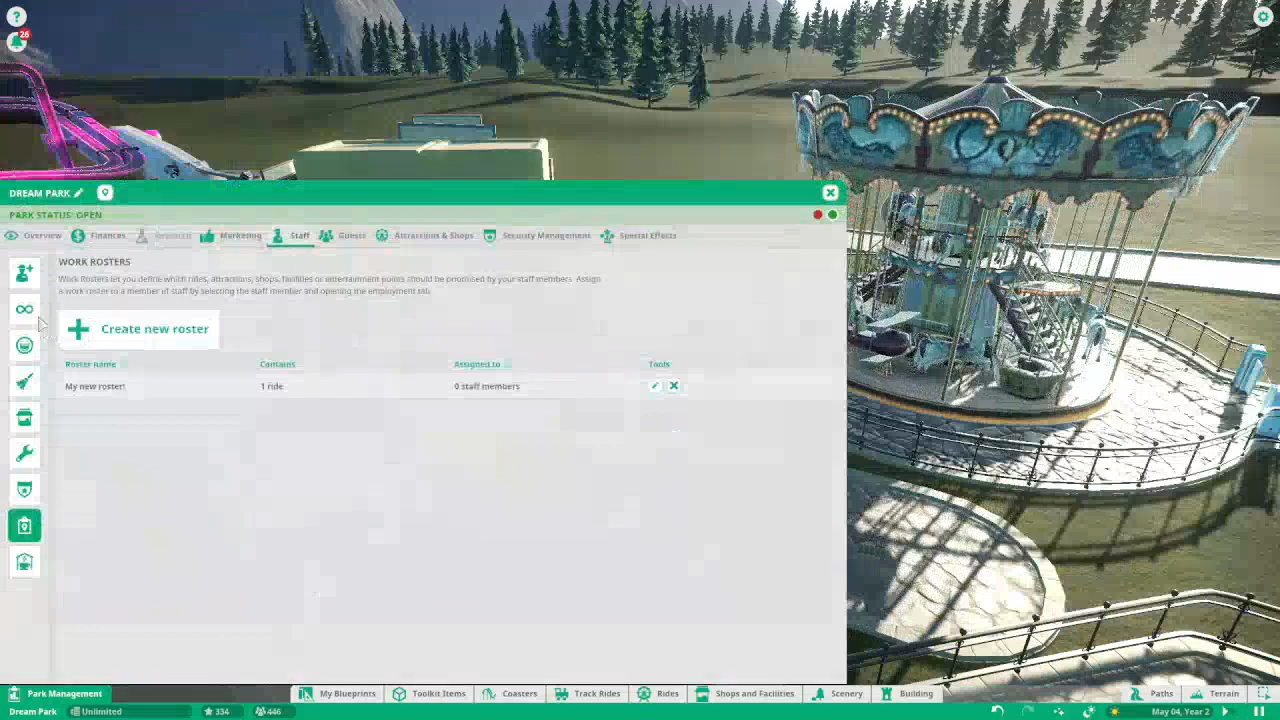 ?
26
DREAM PARK
PARK STATUS: OPEN
Overview Finances Research Marketing Staff Guests Attractions & Shops Security Management Special Effects
WORK ROSTERS
Work Rosters let you define which rides, attractions, shops, facilities or entertainment points should be prioritised by your staff members. Assign
a work roster to a member of staff by selecting the staff member and opening the employment tab.
Create new roster
Roster name Contains Assigned to Tools
My new roster! 1 ride 0 staff members
Park Management My Blueprints Toolkit Items Coasters Track Rides Rides Shops and Facilities Scenery Building Paths Terrain
Dream Park Unlimited 334 446 May 04, Year 2